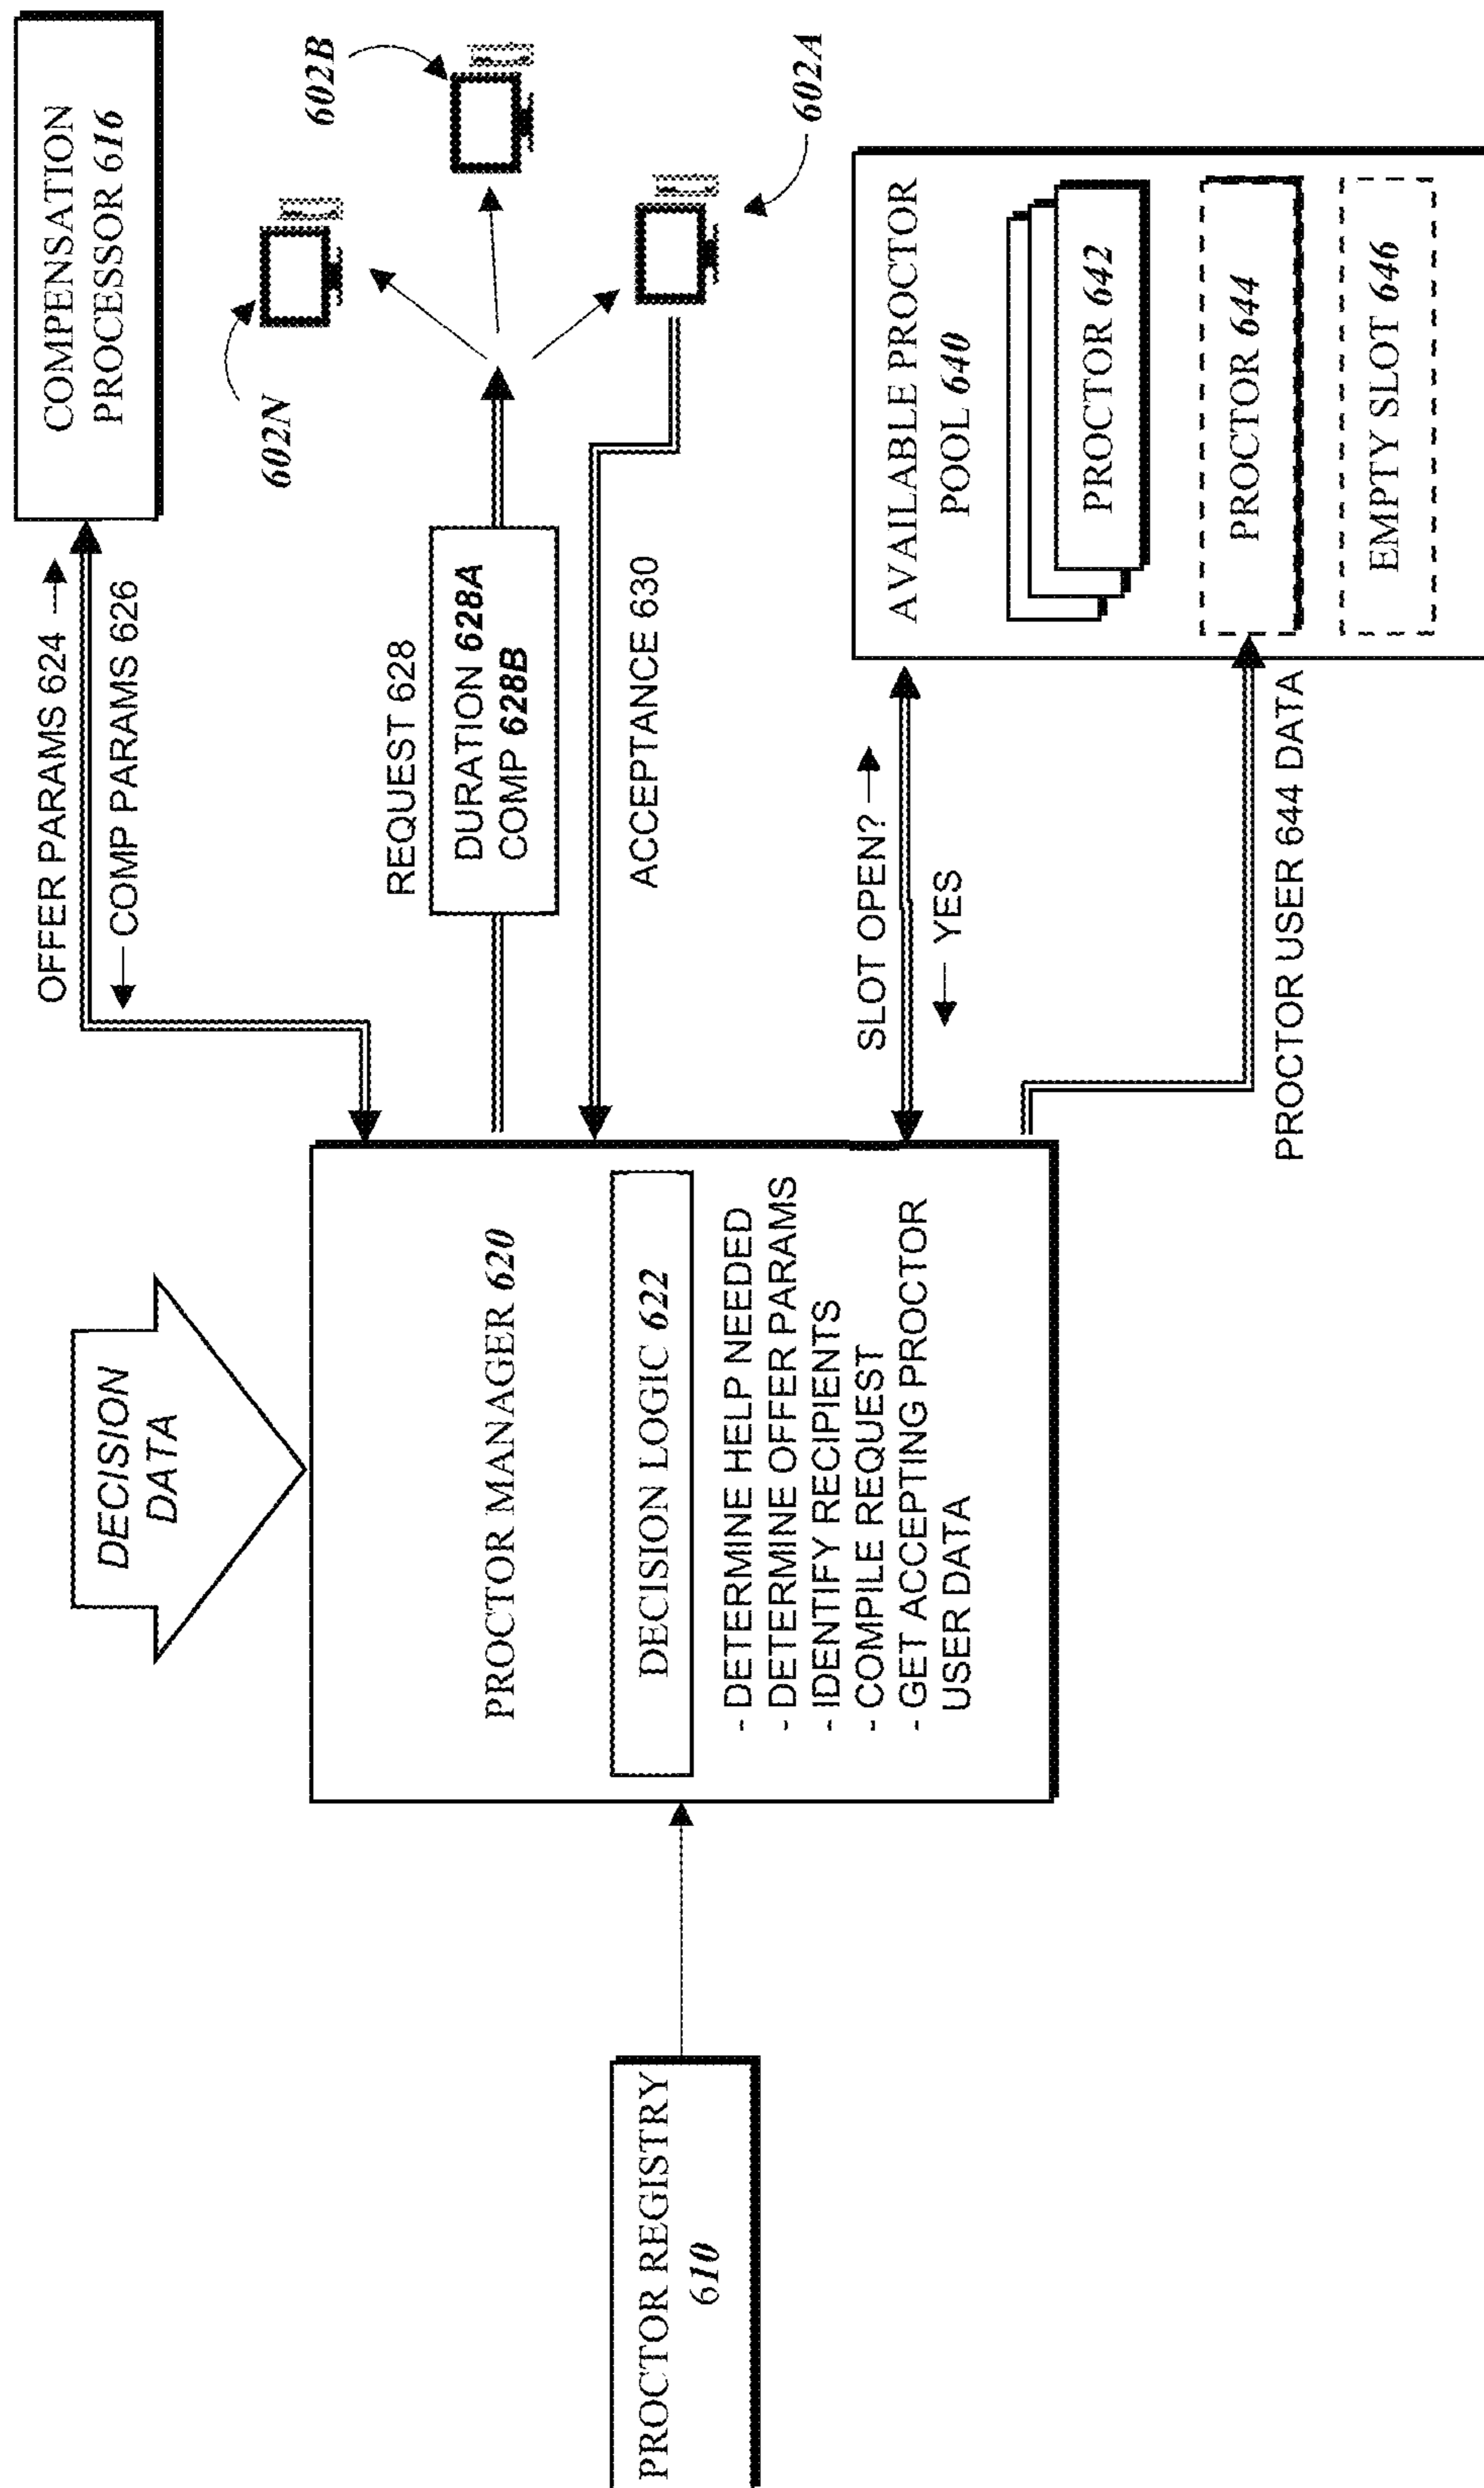 PROCTOR REGISTRY
610
DECISION
DATA
PROCTOR MANAGER 620
DECISION LOGIC 622
- DETERMINE HELP NEEDED
- DETERMINE OFFER PARAMS
- IDENTIFY RECIPIENTS
- COMPILE REQUEST
- GET ACCEPTING PROCTOR
USER DATA
OFFER PARAMS 624
COMP PARAMS 626
COMPENSATION
PROCESSOR 616
REQUEST 628
DURATION 628A
COMP 628B
602N
602B
602A
ACCEPTANCE 630
SLOT OPEN?
YES
PROCTOR USER 644 DATA
AVAILABLE PROCTOR
POOL 640
PROCTOR 642
PROCTOR 644
EMPTY SLOT 646